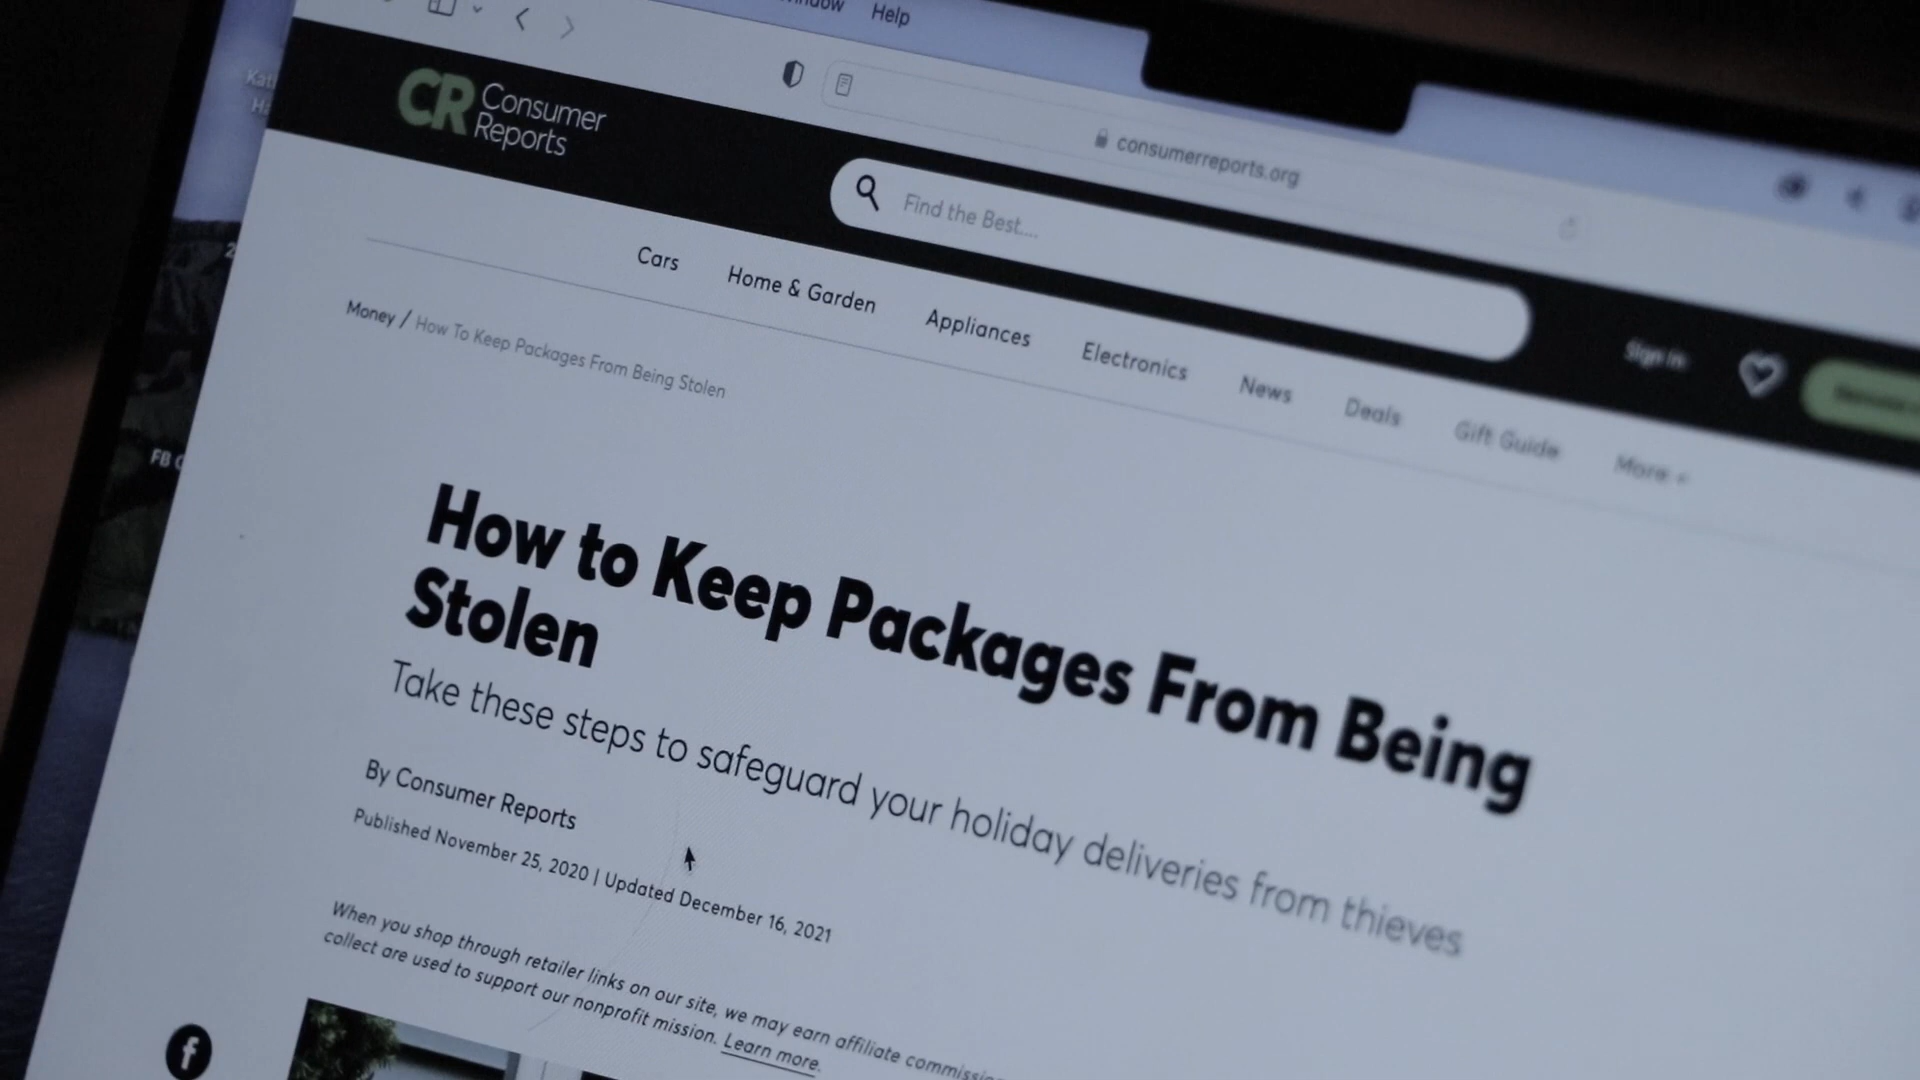 Help
consumerreports.org
CR Consumer
Reports
Find the Best....
Sign In
Cars
Home & Garden
Appliances
Electronics
News
Deals
Gift Guide
More +
Money / How To Keep Packages From Being Stolen
How to Keep Packages From Being
Stolen
Take these steps to safeguard your holiday deliveries from thieves
By Consumer Reports
Published November 25, 2020 | Updated December 16, 2021
When you shop through retailer links on our site, we may earn affiliate
collect are used to support our nonprofit mission. Learn more.
FB